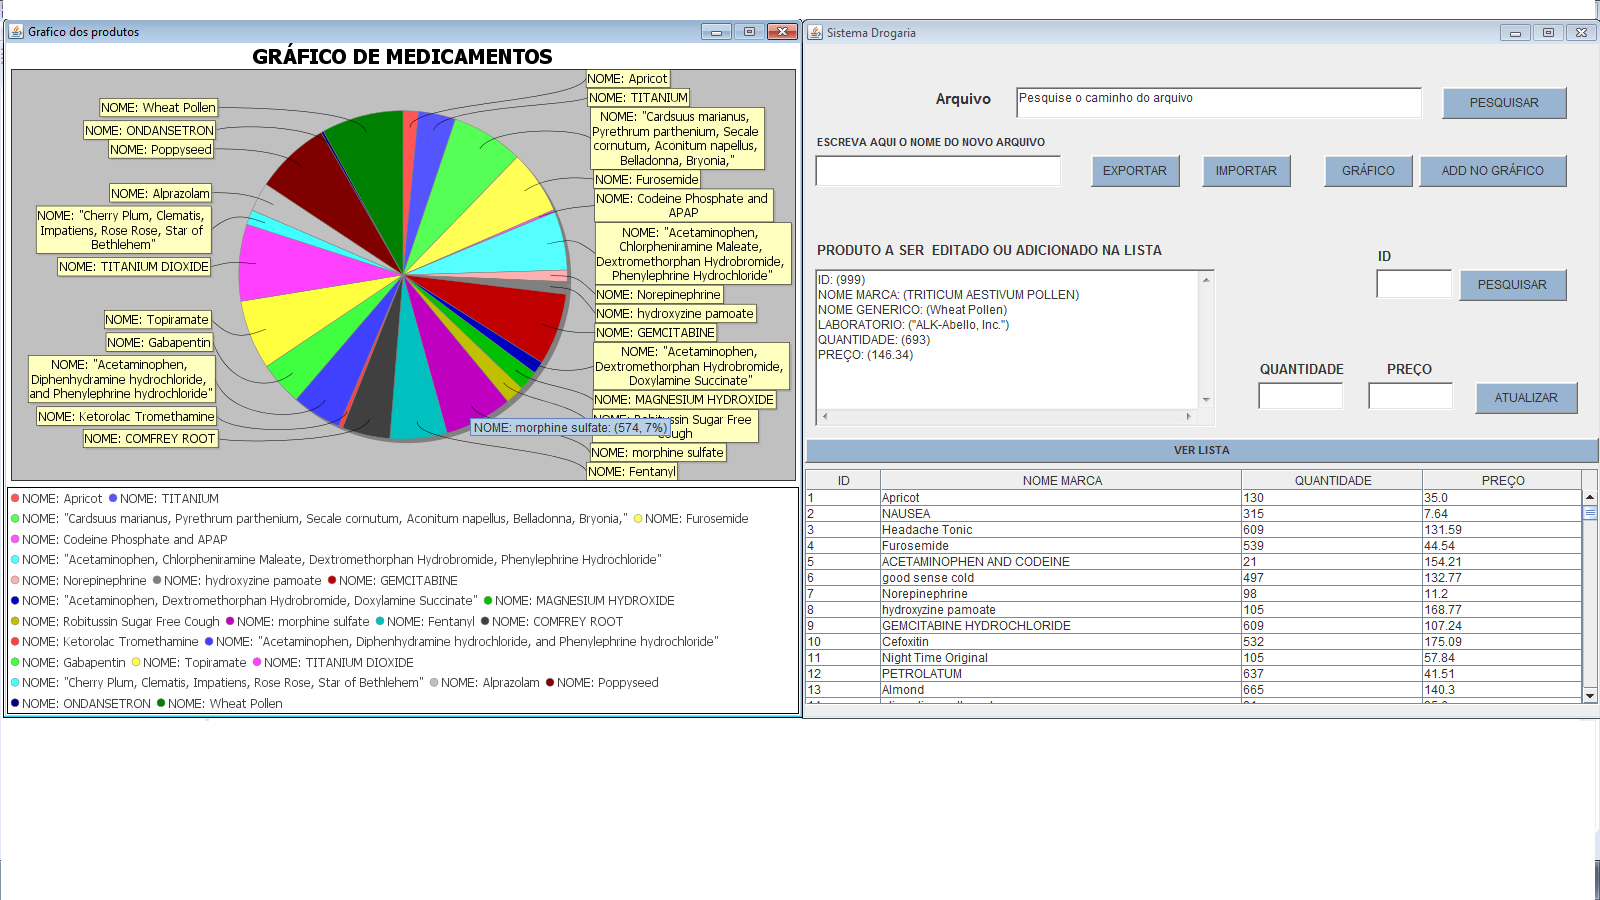 Grafico dos produtos
GRÁFICO DE MEDICAMENTOS
NOME: Apricot
NOME: TITANIUM
NOME: "Cardsuus marianus,
Pyrethrum parthenium, Secale
cornutum, Aconitum napellus,
Belladonna, Bryonia,"
NOME: Furosemide
NOME: Codeine Phosphate and
APAP
NOME: "Acetaminophen,
Chlorpheniramine Maleate,
Dextromethorphan Hydrobromide,
Phenylephrine Hydrochloride"
NOME: Norepinephrine
NOME: hydroxyzine pamoate
NOME: GEMCITABINE
NOME: "Acetaminophen,
Dextromethorphan Hydrobromide,
Doxylamine Succinate"
NOME: MAGNESIUM HYDROXIDE
NOME: Robitussin Sugar Free
Cough
NOME: morphine sulfate: (574, 7%)
NOME: morphine sulfate
NOME: Fentanyl
NOME: Wheat Pollen
NOME: ONDANSETRON
NOME: Poppyseed
NOME: Alprazolam
NOME: "Cherry Plum, Clematis,
Impatiens, Rose Rose, Star of
Bethlehem"
NOME: TITANIUM DIOXIDE
NOME: Topiramate
NOME: Gabapentin
NOME: "Acetaminophen,
Diphenhydramine hydrochloride,
and Phenylephrine hydrochloride"
NOME: Ketorolac Tromethamine
NOME: COMFREY ROOT
NOME: Apricot NOME: TITANIUM
NOME: "Cardsuus marianus, Pyrethrum parthenium, Secale cornutum, Aconitum napellus, Belladonna, Bryonia," NOME: Furosemide
NOME: Codeine Phosphate and APAP
NOME: "Acetaminophen, Chlorpheniramine Maleate, Dextromethorphan Hydrobromide, Phenylephrine Hydrochloride"
NOME: Norepinephrine NOME: hydroxyzine pamoate NOME: GEMCITABINE
NOME: "Acetaminophen, Dextromethorphan Hydrobromide, Doxylamine Succinate" NOME: MAGNESIUM HYDROXIDE
NOME: Robitussin Sugar Free Cough NOME: morphine sulfate NOME: Fentanyl NOME: COMFREY ROOT
NOME: Ketorolac Tromethamine NOME: "Acetaminophen, Diphenhydramine hydrochloride, and Phenylephrine hydrochloride"
NOME: Gabapentin NOME: Topiramate NOME: TITANIUM DIOXIDE
NOME: "Cherry Plum, Clematis, Impatiens, Rose Rose, Star of Bethlehem" NOME: Alprazolam NOME: Poppyseed
NOME: ONDANSETRON NOME: Wheat Pollen
Sistema Drogaria
Arquivo Pesquise o caminho do arquivo PESQUISAR
ESCREVA AQUI O NOME DO NOVO ARQUIVO
EXPORTAR IMPORTAR GRÁFICO ADD NO GRÁFICO
PRODUTO A SER EDITADO OU ADICIONADO NA LISTA
ID
PESQUISAR
ID: (999)
NOME MARCA: (TRITICUM AESTIVUM POLLEN)
NOME GENERICO: (Wheat Pollen)
LABORATORIO: ("ALK-Abello, Inc.")
QUANTIDADE: (693)
PREÇO: (146.34)
QUANTIDADE PREÇO
ATUALIZAR
VER LISTA
ID NOME MARCA QUANTIDADE PREÇO
1 Apricot 130 35.0
2 NAUSEA 315 7.64
3 Headache Tonic 609 131.59
4 Furosemide 539 44.54
5 ACETAMINOPHEN AND CODEINE 21 154.21
6 good sense cold 497 132.77
7 Norepinephrine 98 11.2
8 hydroxyzine pamoate 105 168.77
9 GEMCITABINE HYDROCHLORIDE 609 107.24
10 Cefoxitin 532 175.09
11 Night Time Original 105 57.84
12 PETROLATUM 637 41.51
13 Almond 665 140.3